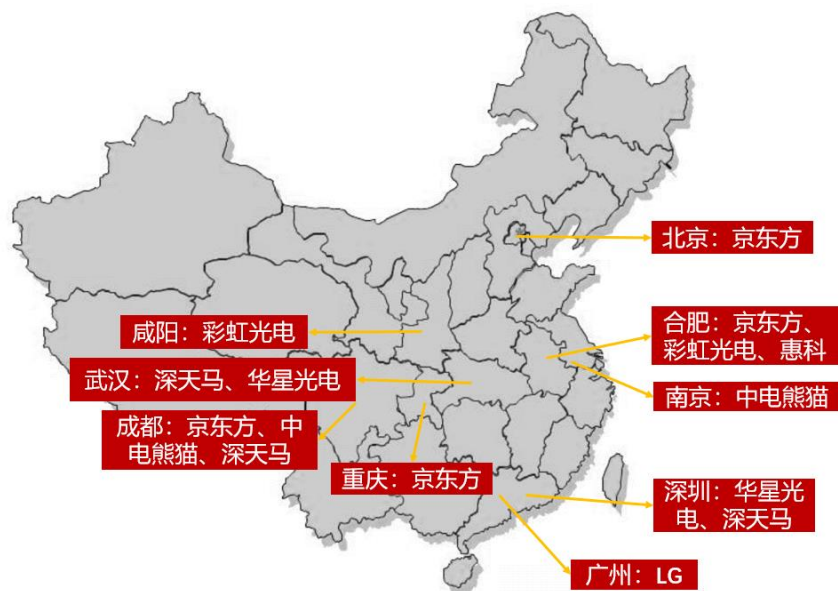 北京：京东方
咸阳：彩虹光电
合肥：京东方、
彩虹光电、惠科
武汉：深天马、华星光电
南京：中电熊猫
成都：京东方、中
电熊猫、深天马
重庆：京东方
深圳：华星光
电、深天马
广州：LG